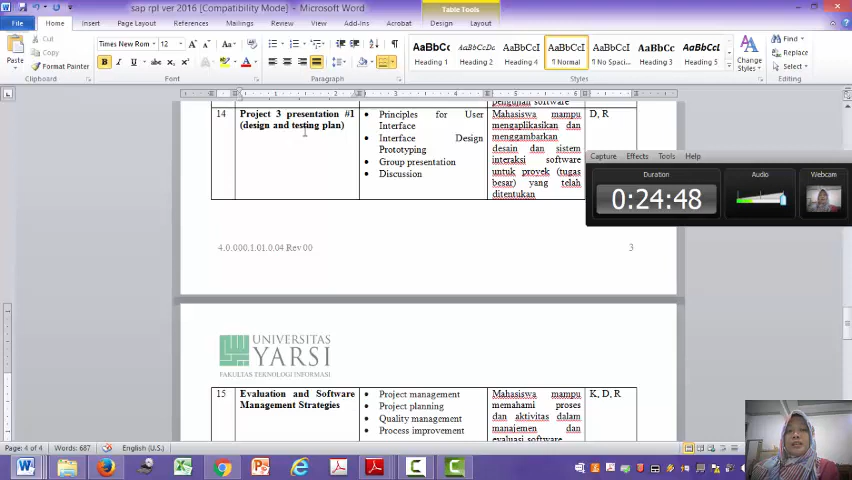 sap rpl ver 2016 [Compatibility Mode] - Microsoft Word
Table Tools
File Home Insert Page Layout References Mailings Review View Add-Ins Acrobat Design Layout
Cut
Copy
Paste
Format Painter
Clipboard
Times New Rom 12
Font
Paragraph
AaBbCc AaBbCcDc AaBbCcI AaBbCcI AaBbCcI AaBbCc AaBbCcL
Heading 1 Heading 2 Heading 4 ¶ Normal ¶ No Spaci... Heading 3 Heading 5
Change Styles
Styles
Find
Replace
Select
Editing
14
Project 3 presentation #1
(design and testing plan)
• Principles for User
Interface
• Interface Design
Prototyping
• Group presentation
• Discussion
software
Mahasiswa mampu
mengaplikasikan dan
menggambarkan
desain dan sistem
interaksi software
untuk proyek (tugas
besar) yang telah
ditentukan
D, R
Capture Effects Tools Help
Duration
0:24:48
Audio
Webcam
4.0.000.1.01.0.04.Rev 00
3
UNIVERSITAS
YARSI
FAKULTAS TEKNOLOGI INFORMASI
15
Evaluation and Software
Management Strategies
• Project management
• Project planning
• Quality management
• Process improvement
Mahasiswa mampu
memahami proses
dan aktivitas dalam
manajemen dan
evaluasi software
K, D, R
Page: 4 of 4 Words: 687 English (U.S.)